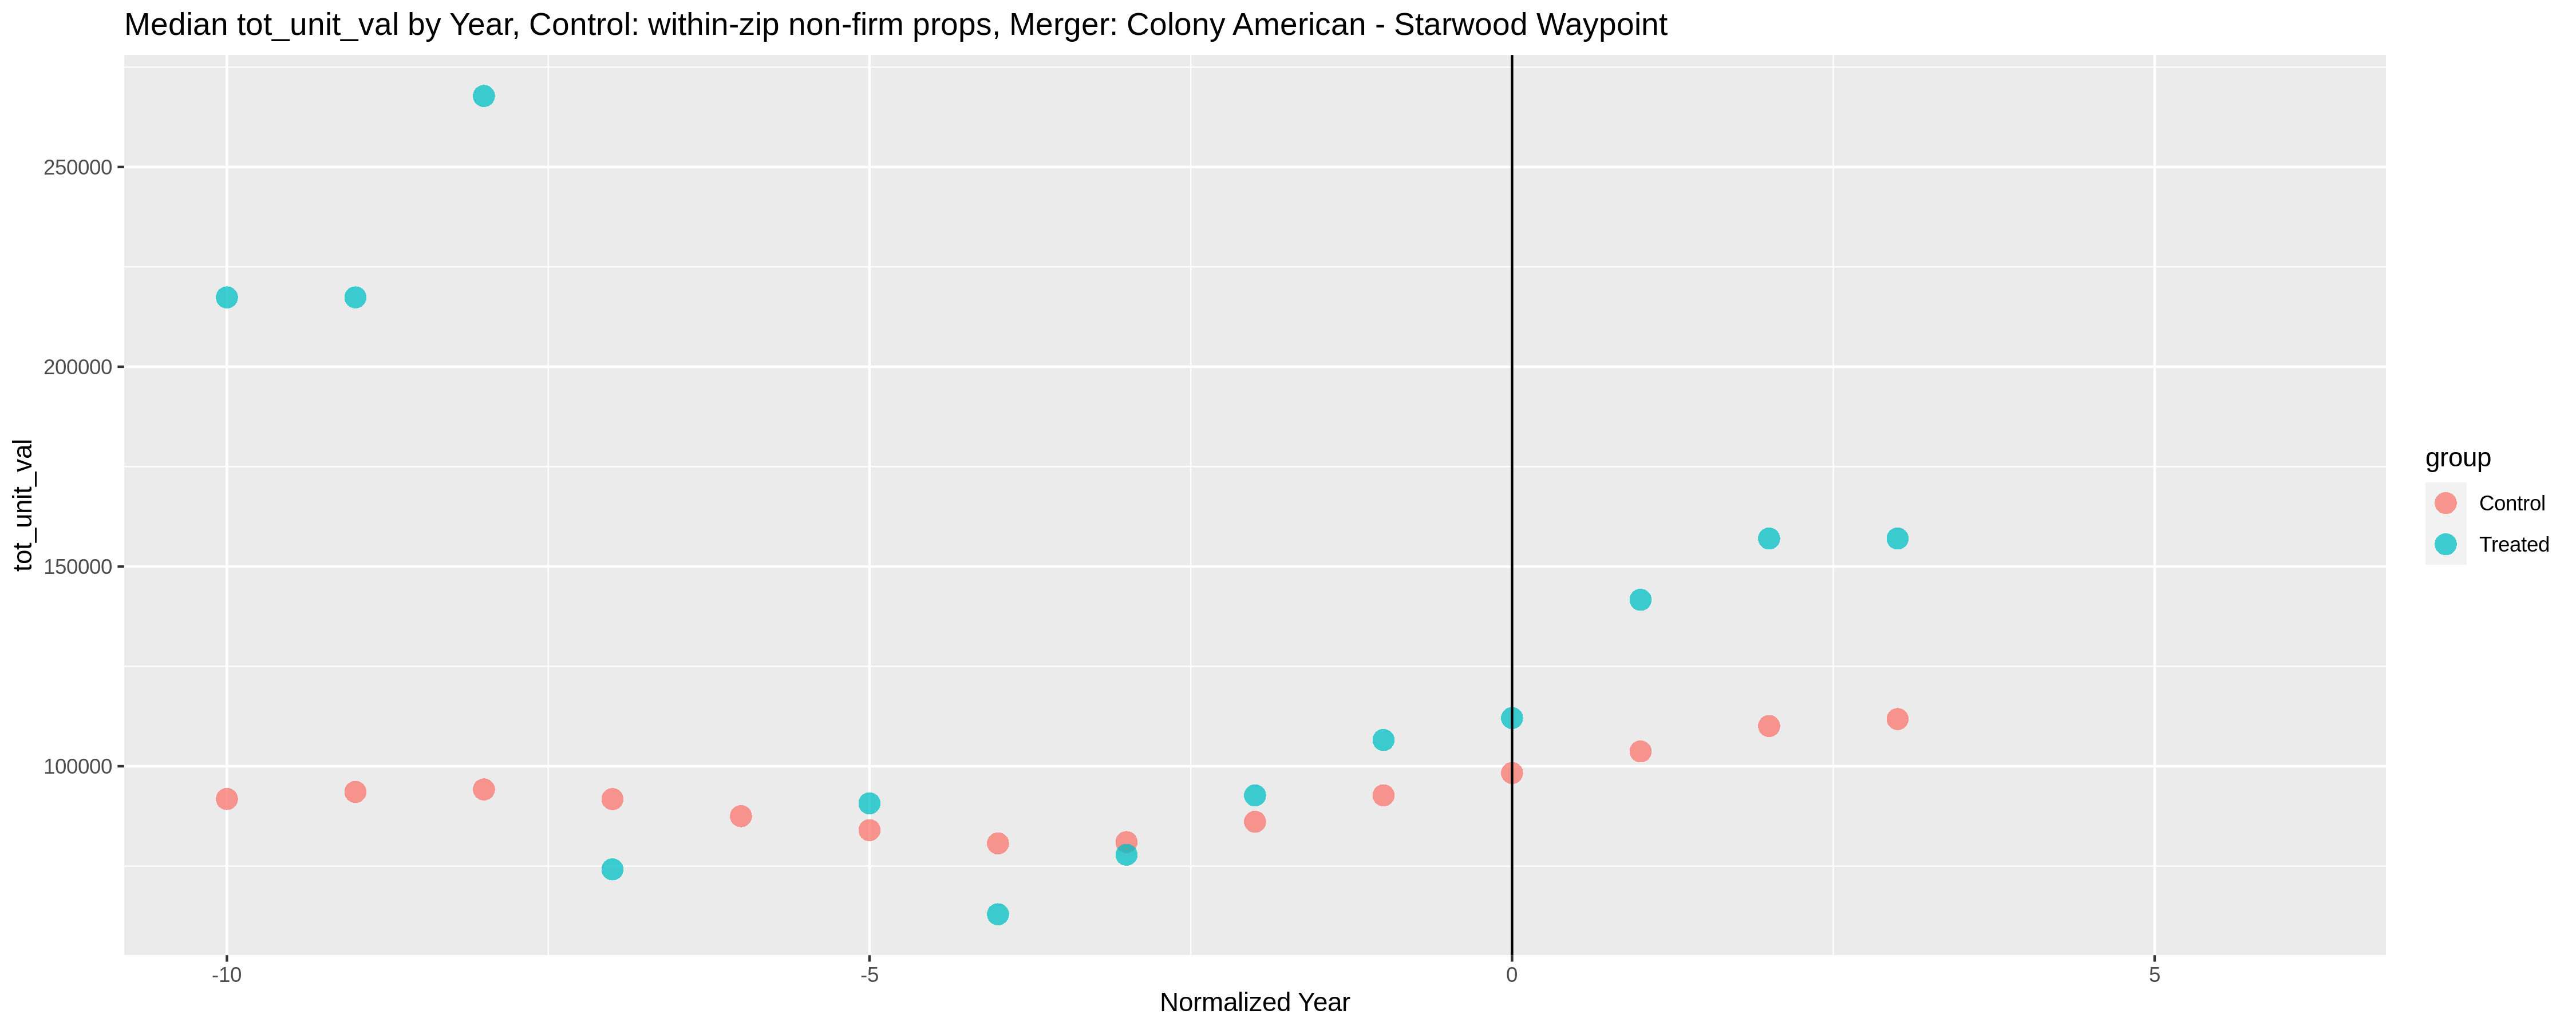 Median tot_unit_val by Year, Control: within-zip non-firm props, Merger: Colony American - Starwood Waypoint
tot_unit_val
250000
200000
150000
100000
-10
-5
0
5
Normalized Year
group
Control
Treated